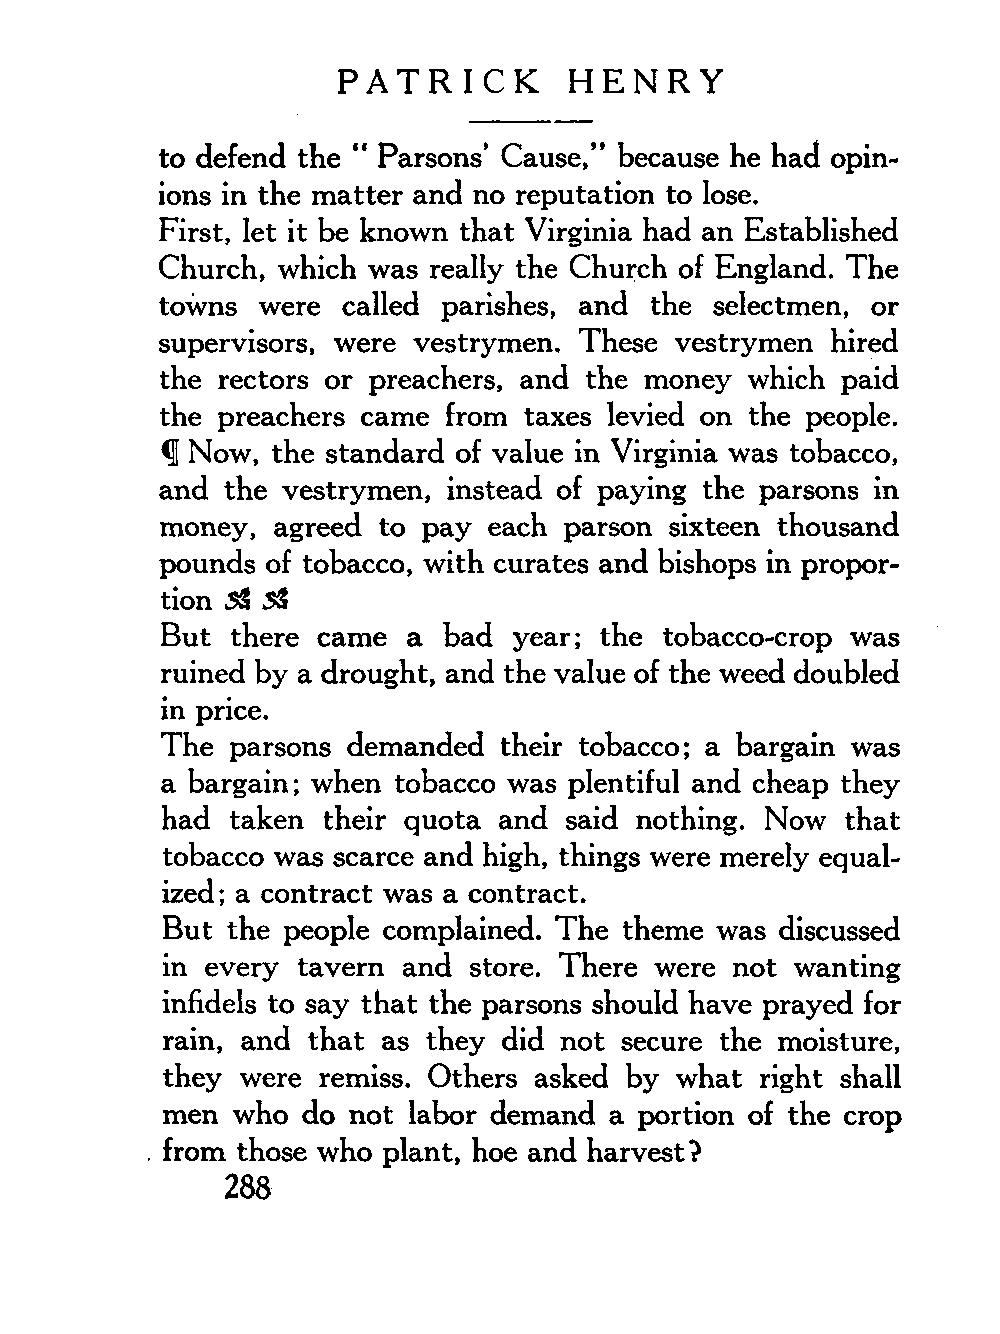 PATRICK HENRY
to defend the " Parsons' Cause," because he had opin-
ions in the matter and no reputation to lose.
First, let it be known that Virginia had an Established
Church, which was really the Church of England. The
towns were called parishes, and the selectmen, or
supervisors, were vestrymen. These vestrymen hired
the rectors or preachers, and the money which paid
the preachers came from taxes levied on the people.
¶ Now, the standard of value in Virginia was tobacco,
and the vestrymen, instead of paying the parsons in
money, agreed to pay each parson sixteen thousand
pounds of tobacco, with curates and bishops in propor-
tion
But there came a bad year; the tobacco-crop was
ruined by a drought, and the value of the weed doubled
in price.
The parsons demanded their tobacco; a bargain was
a bargain; when tobacco was plentiful and cheap they
had taken their quota and said nothing. Now that
tobacco was scarce and high, things were merely equal-
ized; a contract was a contract.
But the people complained. The theme was discussed
in every tavern and store. There were not wanting
infidels to say that the parsons should have prayed for
rain, and that as they did not secure the moisture,
they were remiss. Others asked by what right shall
men who do not labor demand a portion of the crop
from those who plant, hoe and harvest?
288